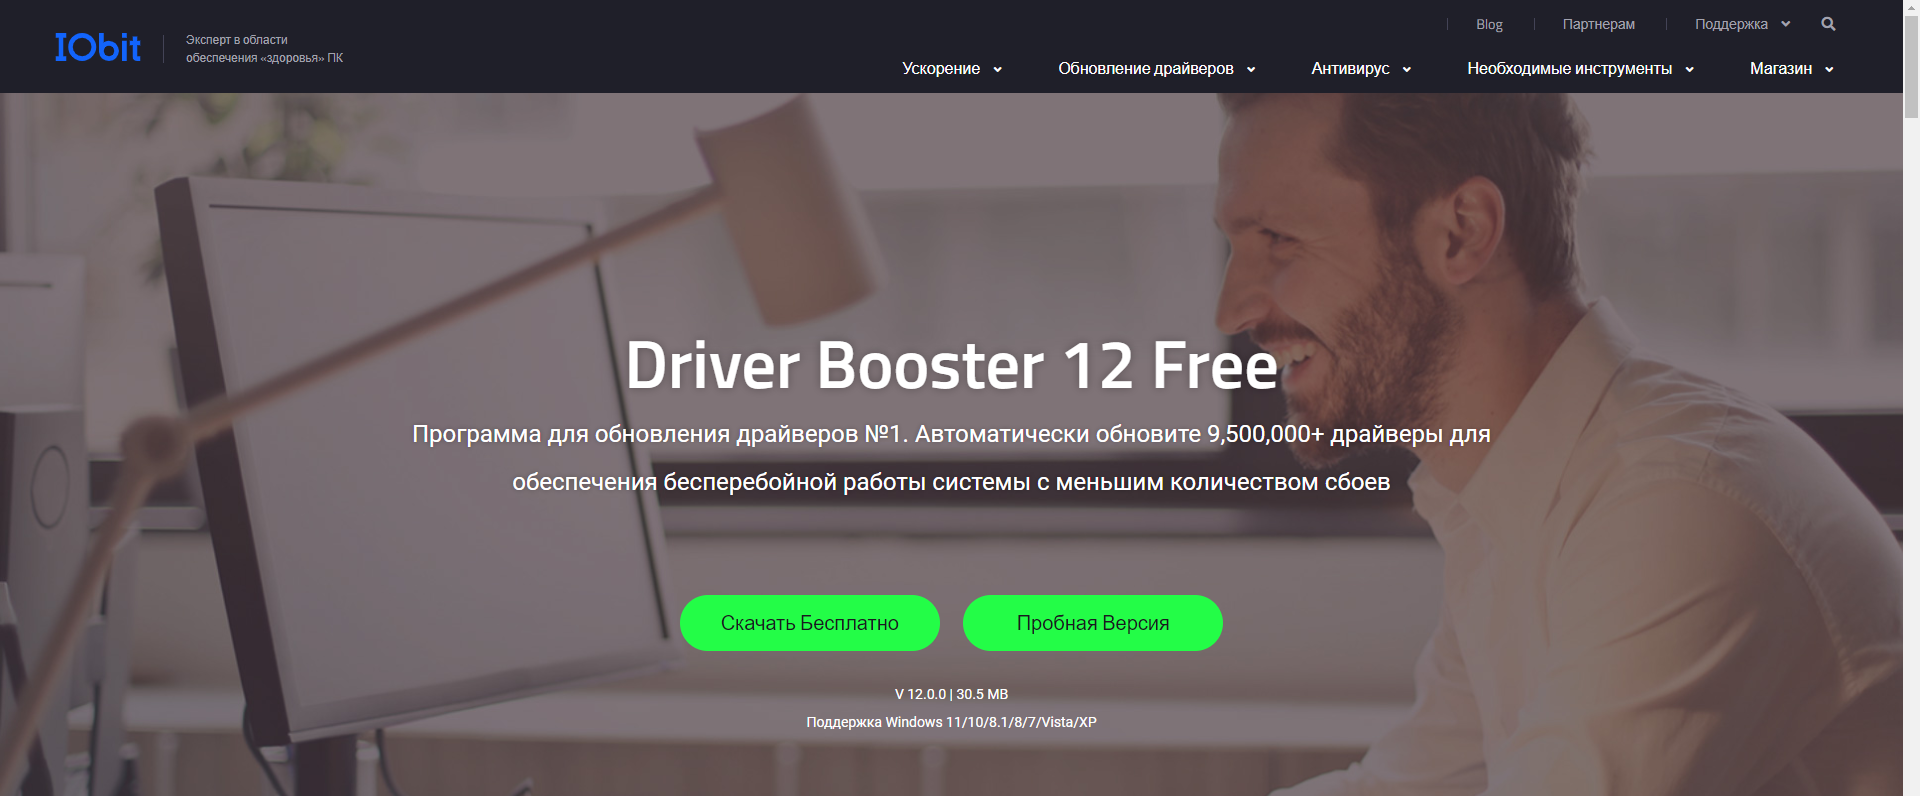 IObit
Эксперт в области
обеспечения «здоровья» ПК
Blog
Партнерам
Поддержка
Ускорение
Обновление драйверов
Антивирус
Необходимые инструменты
Магазин
Driver Booster 12 Free
Программа для обновления драйверов №1. Автоматически обновите 9,500,000+ драйверы для
обеспечения бесперебойной работы системы с меньшим количеством сбоев
Скачать Бесплатно
Пробная Версия
V 12.0.0 | 30.5 MB
Поддержка Windows 11/10/8.1/8/7/Vista/XP